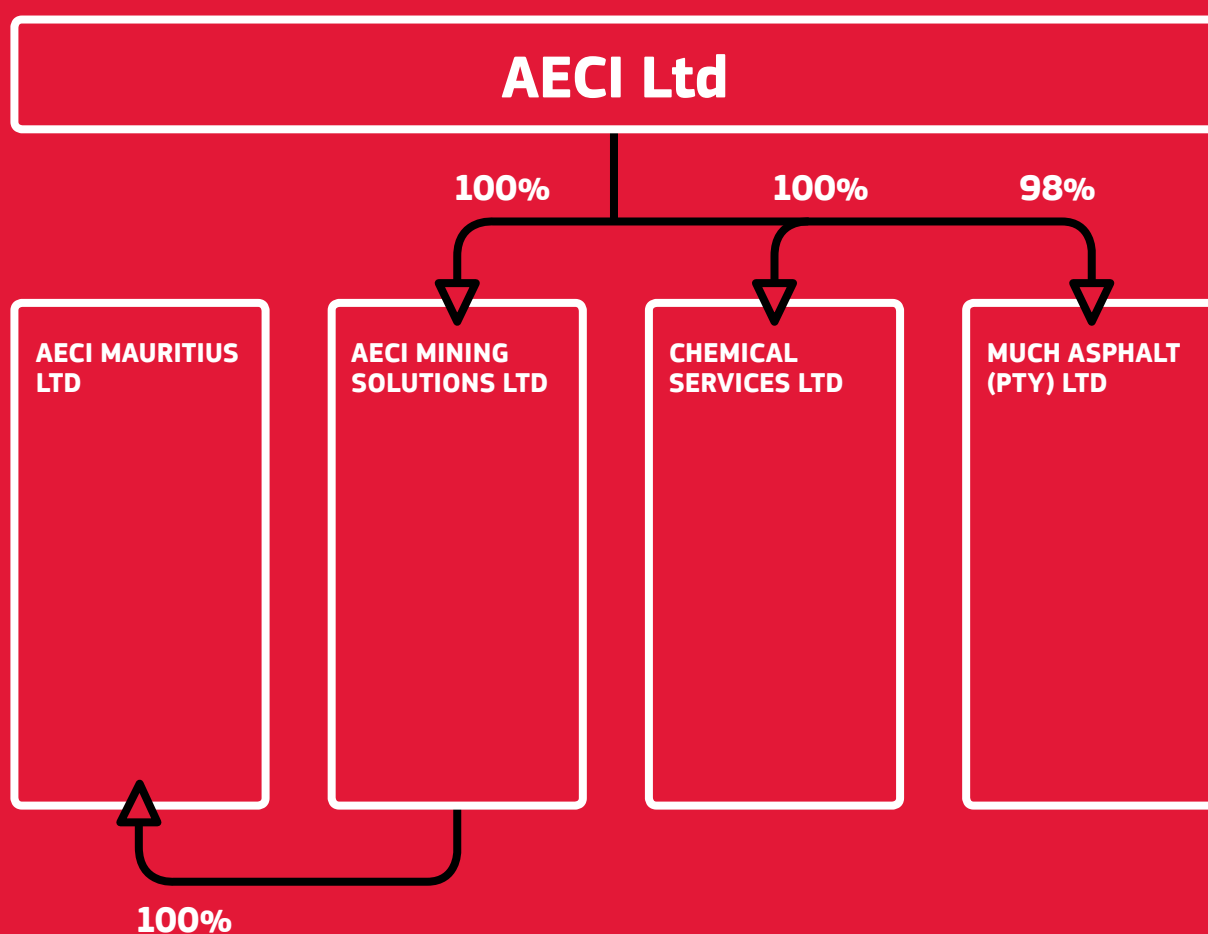 AECI Ltd
100%
100%
98%
AECI MAURITIUS
LTD
AECI MINING
SOLUTIONS LTD
CHEMICAL
SERVICES LTD
MUCH ASPHALT
(PTY) LTD
100%